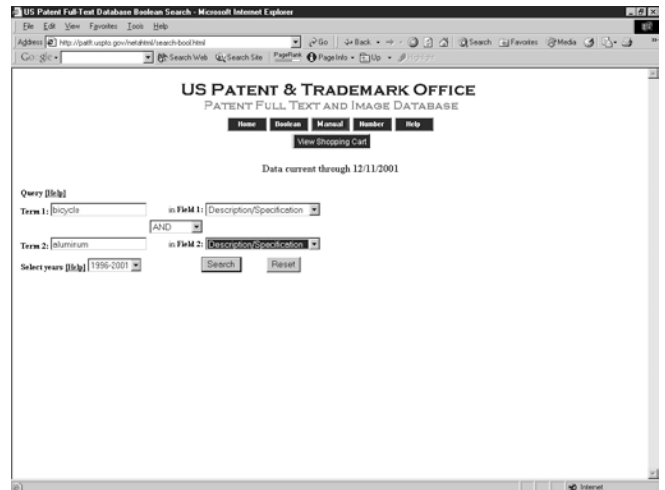 US Patent Full-Text Database Boolean Search - Microsoft Internet Explorer
File Edit View Favorites Tools Help
Address http://patft.uspto.gov/netahtml/search-bool.html Go Back Search Favorites Media
Google Search Web Search Site PageRank Page Info Up Highlight
US PATENT & TRADEMARK OFFICE
PATENT FULL TEXT AND IMAGE DATABASE
Home Boolean Manual Number Help
View Shopping Cart
Data current through 12/11/2001
Query [Help]
Term 1: bicycle in Field 1: Description/Specification
AND
Term 2: aluminum in Field 2: Description/Specification
Select years [Help] 1996-2001 Search Reset
Internet